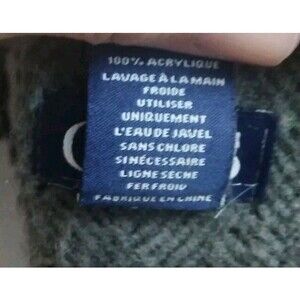 100% ACRYLIQUE
LAVAGE À LA MAIN
FROIDE
UTILISER
UNIQUEMENT
L'EAU DE JAVEL
SANS CHLORE
SI NÉCESSAIRE
LIGNE SÈCHE
FER FROID
FABRIQUE EN CHINE